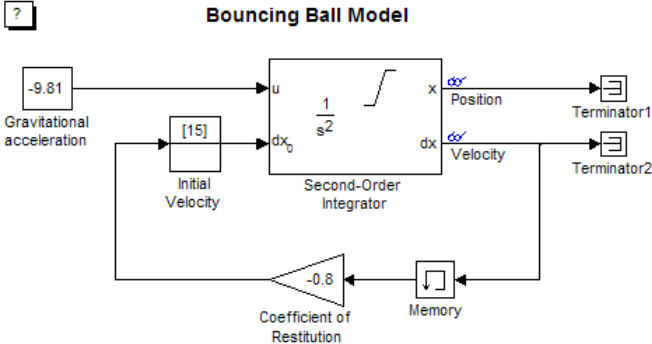 ?
Bouncing Ball Model
-9.81
Gravitational
acceleration
[15]
Initial
Velocity
u
dx0
1
s2
x
dx
Second-Order
Integrator
Position
Velocity
Terminator1
Terminator2
-0.8
Coefficient of
Restitution
Memory